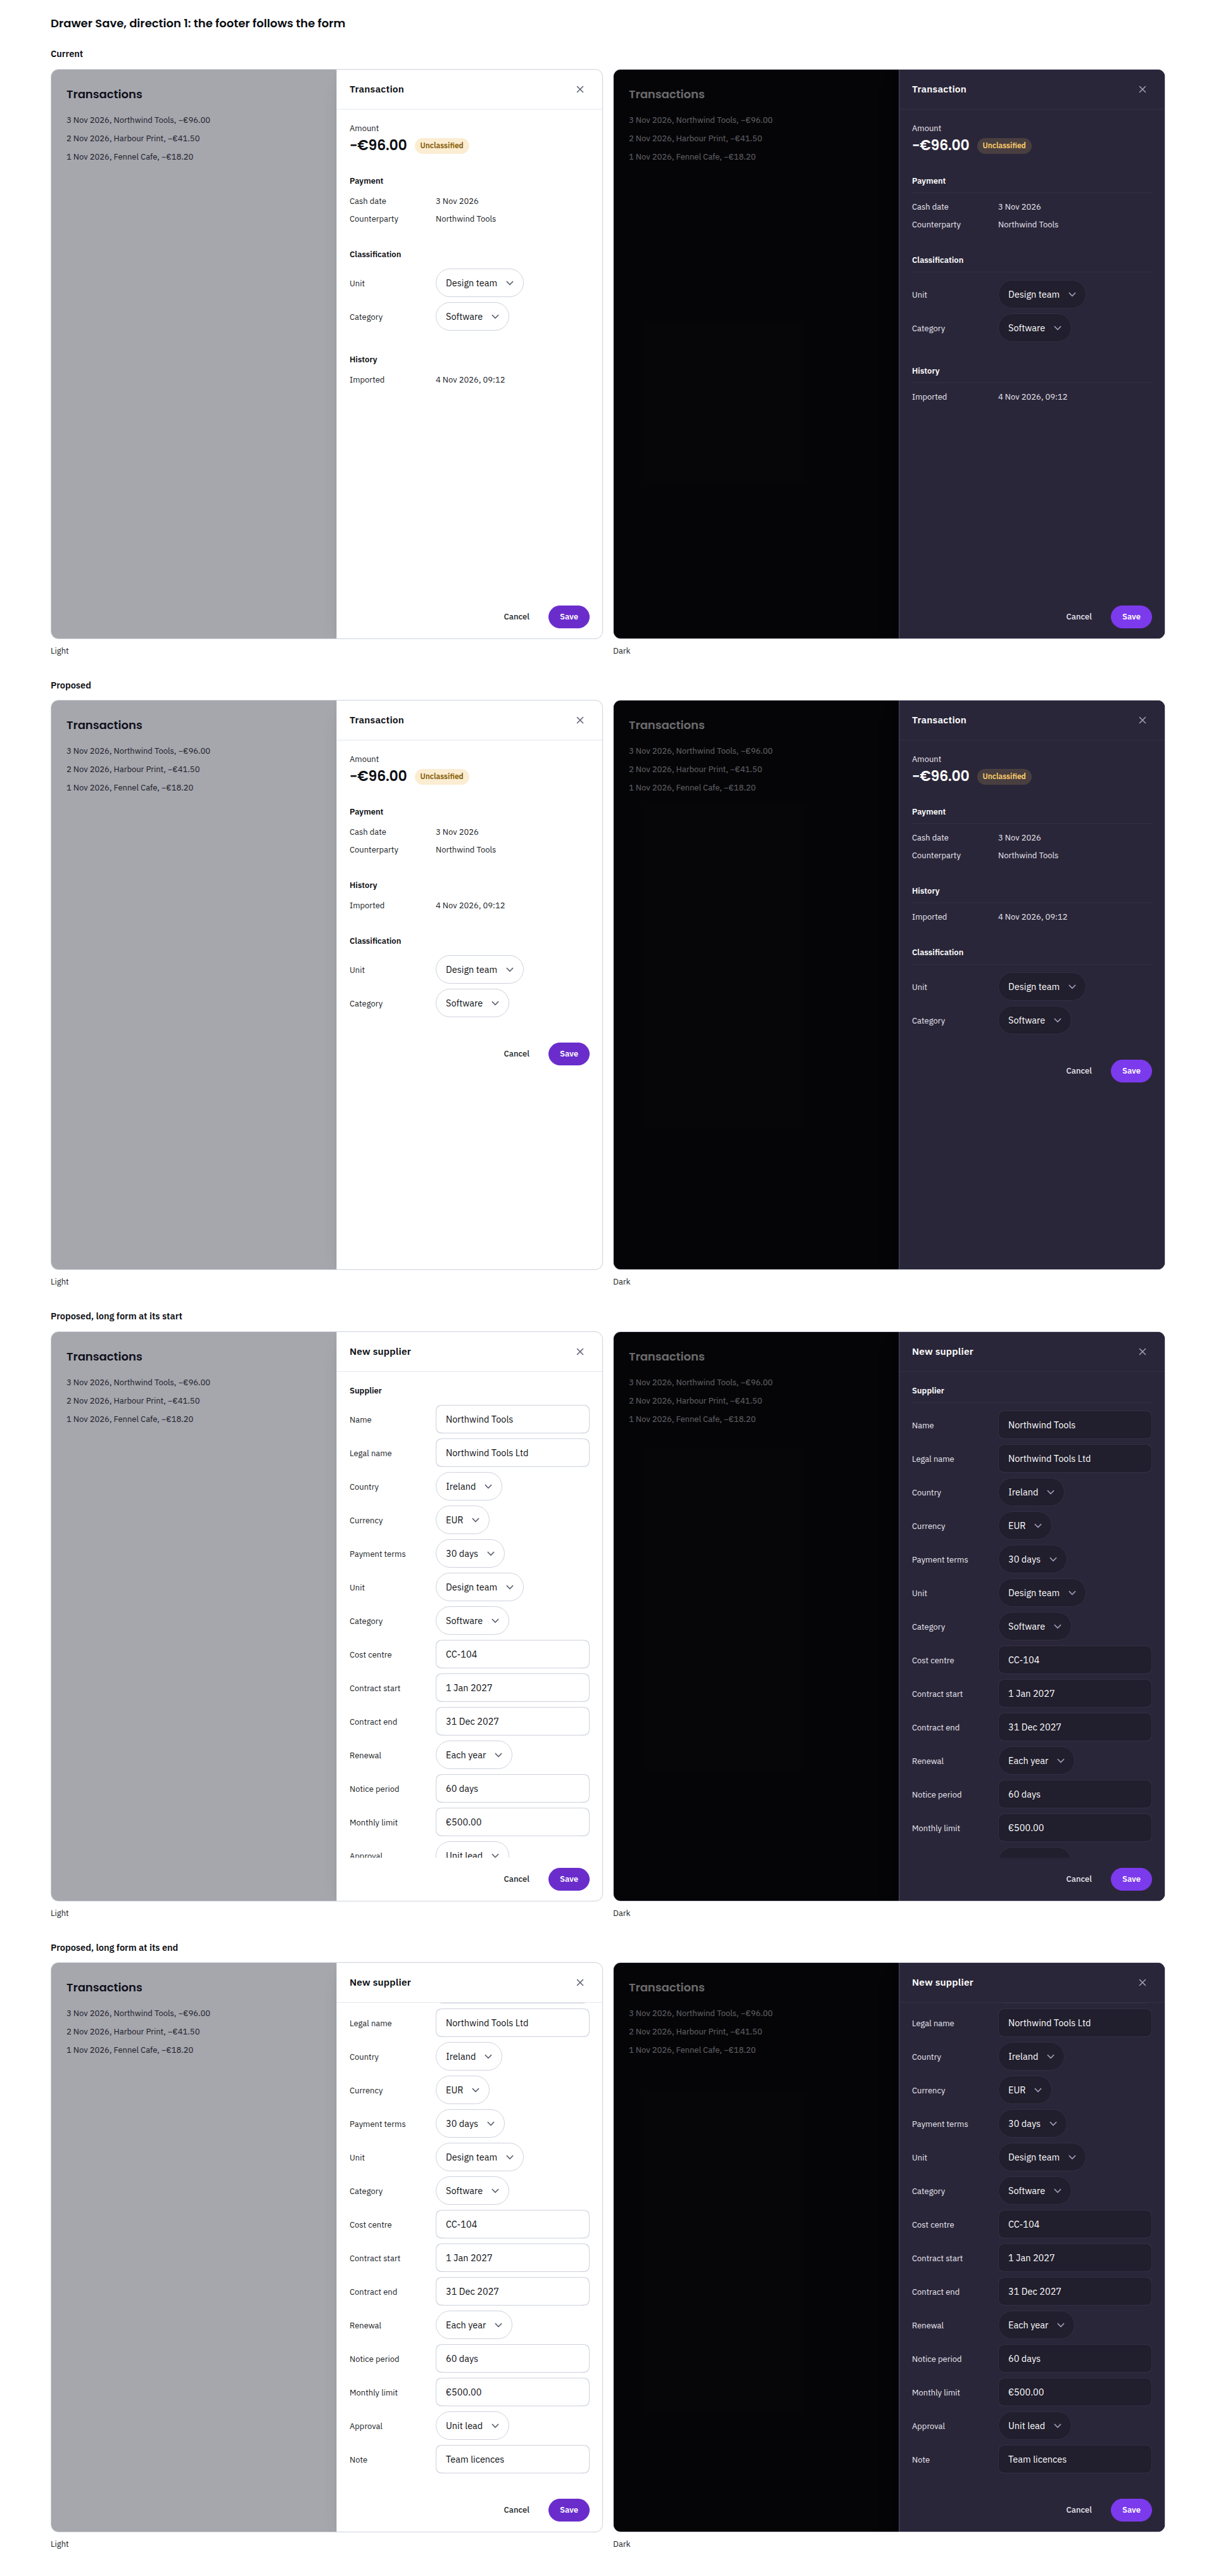 Drawer Save, direction 1: the footer follows the form
Current
Transactions
3 Nov 2026, Northwind Tools, −€96.00
2 Nov 2026, Harbour Print, −€41.50
1 Nov 2026, Fennel Cafe, −€18.20
Transaction
Amount
−€96.00 Unclassified
Payment
Cash date 3 Nov 2026
Counterparty Northwind Tools
Classification
Unit Design team
Category Software
History
Imported 4 Nov 2026, 09:12
Cancel Save
Light
Transactions
3 Nov 2026, Northwind Tools, −€96.00
2 Nov 2026, Harbour Print, −€41.50
1 Nov 2026, Fennel Cafe, −€18.20
Transaction
Amount
−€96.00 Unclassified
Payment
Cash date 3 Nov 2026
Counterparty Northwind Tools
Classification
Unit Design team
Category Software
History
Imported 4 Nov 2026, 09:12
Cancel Save
Dark
Proposed
Transactions
3 Nov 2026, Northwind Tools, −€96.00
2 Nov 2026, Harbour Print, −€41.50
1 Nov 2026, Fennel Cafe, −€18.20
Transaction
Amount
−€96.00 Unclassified
Payment
Cash date 3 Nov 2026
Counterparty Northwind Tools
History
Imported 4 Nov 2026, 09:12
Classification
Unit Design team
Category Software
Cancel Save
Light
Transactions
3 Nov 2026, Northwind Tools, −€96.00
2 Nov 2026, Harbour Print, −€41.50
1 Nov 2026, Fennel Cafe, −€18.20
Transaction
Amount
−€96.00 Unclassified
Payment
Cash date 3 Nov 2026
Counterparty Northwind Tools
History
Imported 4 Nov 2026, 09:12
Classification
Unit Design team
Category Software
Cancel Save
Dark
Proposed, long form at its start
Transactions
3 Nov 2026, Northwind Tools, −€96.00
2 Nov 2026, Harbour Print, −€41.50
1 Nov 2026, Fennel Cafe, −€18.20
New supplier
Supplier
Name Northwind Tools
Legal name Northwind Tools Ltd
Country Ireland
Currency EUR
Payment terms 30 days
Unit Design team
Category Software
Cost centre CC-104
Contract start 1 Jan 2027
Contract end 31 Dec 2027
Renewal Each year
Notice period 60 days
Monthly limit €500.00
Approval Unit lead
Cancel Save
Light
Transactions
3 Nov 2026, Northwind Tools, −€96.00
2 Nov 2026, Harbour Print, −€41.50
1 Nov 2026, Fennel Cafe, −€18.20
New supplier
Supplier
Name Northwind Tools
Legal name Northwind Tools Ltd
Country Ireland
Currency EUR
Payment terms 30 days
Unit Design team
Category Software
Cost centre CC-104
Contract start 1 Jan 2027
Contract end 31 Dec 2027
Renewal Each year
Notice period 60 days
Monthly limit €500.00
Cancel Save
Dark
Proposed, long form at its end
Transactions
3 Nov 2026, Northwind Tools, −€96.00
2 Nov 2026, Harbour Print, −€41.50
1 Nov 2026, Fennel Cafe, −€18.20
New supplier
Legal name Northwind Tools Ltd
Country Ireland
Currency EUR
Payment terms 30 days
Unit Design team
Category Software
Cost centre CC-104
Contract start 1 Jan 2027
Contract end 31 Dec 2027
Renewal Each year
Notice period 60 days
Monthly limit €500.00
Approval Unit lead
Note Team licences
Cancel Save
Light
Transactions
3 Nov 2026, Northwind Tools, −€96.00
2 Nov 2026, Harbour Print, −€41.50
1 Nov 2026, Fennel Cafe, −€18.20
New supplier
Legal name Northwind Tools Ltd
Country Ireland
Currency EUR
Payment terms 30 days
Unit Design team
Category Software
Cost centre CC-104
Contract start 1 Jan 2027
Contract end 31 Dec 2027
Renewal Each year
Notice period 60 days
Monthly limit €500.00
Approval Unit lead
Note Team licences
Cancel Save
Dark